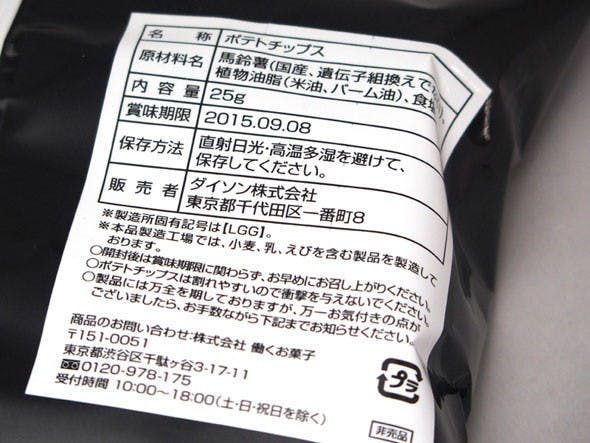 名称 ポテトチップス
原材料名 馬鈴薯(国産、遺伝子組換えで
植物油脂(米油、パーム油)、食塩
内容量 25g
賞味期限 2015.09.08
保存方法 直射日光・高温多湿を避けて、
保存してください。
販売者 ダイソン株式会社
東京都千代田区一番町8
※製造所固有記号は【LGG】。
※本品製造工場では、小麦、乳、えびを含む製品を製造して
おります。
○開封後は賞味期限に関わらず、お早めにお召し上がりください。
○ポテトチップスは割れやすいので衝撃を与えないでください。
○製品には万全を期しておりますが、万一お気付きの点が
ございましたら、お手数ながら下記までお知らせください。
商品のお問い合わせ:株式会社 働くお菓子
〒151-0051
東京都渋谷区千駄ヶ谷3-17-11
0120-978-175
受付時間 10:00〜18:00(土・日・祝日を除く)
プラ
非売品